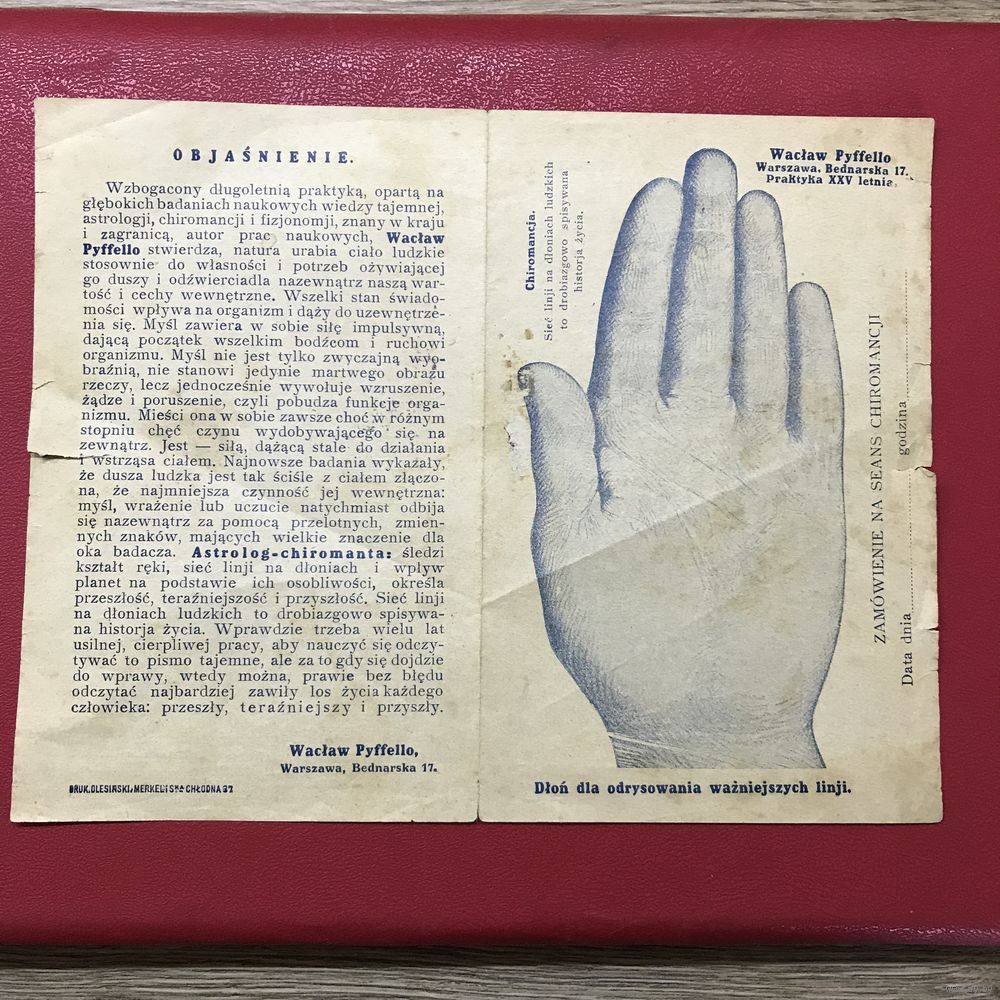 OBJAŚNIENIE.
Wzbogacony długoletnią praktyką, opartą na
głębokich badaniach naukowych wiedzy tajemnej,
astrologji, chiromancji i fizjonomji, znany w kraju
i zagranicą, autor prac naukowych, Wacław
Pyffello stwierdza, natura urabia ciało ludzkie
stosownie do własności i potrzeb ożywiającej
go duszy i odźwierciadla nazewnątrz naszą war-
tość i cechy wewnętrzne. Wszelki stan świado-
mości wpływa na organizm i dąży do uzewnętrze-
nia się. Myśl zawiera w sobie siłę impulsywną,
dającą początek wszelkim bodźcom i ruchowi
organizmu. Myśl nie jest tylko zwyczajną wyo-
braźnią, nie stanowi jedynie martwego obrazu
rzeczy, lecz jednocześnie wywołuje wzruszenie,
żądze i poruszenie, czyli pobudza funkcje orga-
nizmu. Mieści ona w sobie zawsze choć w różnym
stopniu chęć czynu wydobywającego się na
zewnątrz. Jest — siłą, dążącą stale do działania
i wstrząsa ciałem. Najnowsze badania wykazały,
że dusza ludzka jest tak ściśle z ciałem złączo-
na, że najmniejsza czynność jej wewnętrzna:
myśl, wrażenie lub uczucie natychmiast odbija
się nazewnątrz za pomocą przelotnych, zmien-
nych znaków, mających wielkie znaczenie dla
oka badacza. Astrolog-chiromanta: śledzi
kształt ręki, sieć linji na dłoniach i wpływ
planet na podstawie ich osobliwości, określa
przeszłość, teraźniejszość i przyszłość. Sieć linji
na dłoniach ludzkich to drobiazgowo spisywa-
na historja życia. Wprawdzie trzeba wielu lat
usilnej, cierpliwej pracy, aby nauczyć się odczy-
tywać to pismo tajemne, ale za to gdy się dojdzie
do wprawy, wtedy można, prawie bez błędu
odczytać najbardziej zawiły los życia każdego
człowieka: przeszły, teraźniejszy i przyszły.
Wacław Pyffello,
Warszawa, Bednarska 17.
DRUK. OLESIŃSKI, MERKEL i S-KA CHŁODNA 37
Chiromancja.
Sieć linji na dłoniach ludzkich
to drobiazgowo spisywana
historja życia.
Wacław Pyffello
Warszawa, Bednarska 17.
Praktyka XXV letnia.
ZAMÓWIENIE NA SEANS CHIROMANCJI
Data dnia godzina
Dłoń dla odrysowania ważniejszych linji.